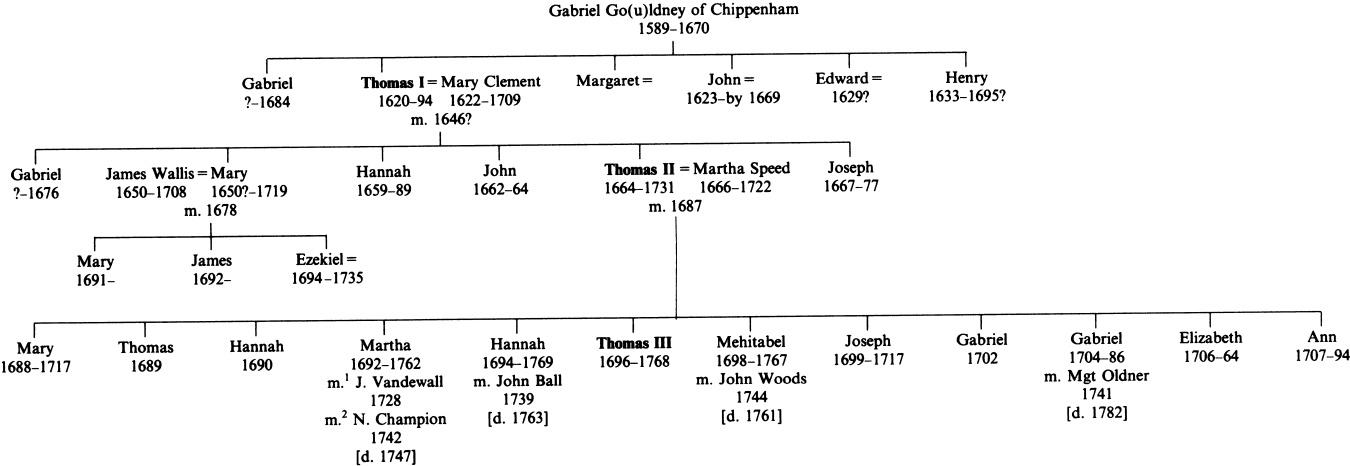 Gabriel Go(u)ldney of Chippenham
1589–1670
Gabriel
?–1684
Thomas I = Mary Clement
1620–94 1622–1709
m. 1646?
Margaret =
John =
1623–by 1669
Edward =
1629?
Henry
1633–1695?
Gabriel
?–1676
James Wallis = Mary
1650–1708 1650?–1719
m. 1678
Hannah
1659–89
John
1662–64
Thomas II = Martha Speed
1664–1731 1666–1722
m. 1687
Joseph
1667–77
Mary
1691–
James
1692–
Ezekiel =
1694–1735
Mary
1688–1717
Thomas
1689
Hannah
1690
Martha
1692–1762
m.¹ J. Vandewall
1728
m.² N. Champion
1742
[d. 1747]
Hannah
1694–1769
m. John Ball
1739
[d. 1763]
Thomas III
1696–1768
Mehitabel
1698–1767
m. John Woods
1744
[d. 1761]
Joseph
1699–1717
Gabriel
1702
Gabriel
1704–86
m. Mgt Oldner
1741
[d. 1782]
Elizabeth
1706–64
Ann
1707–94